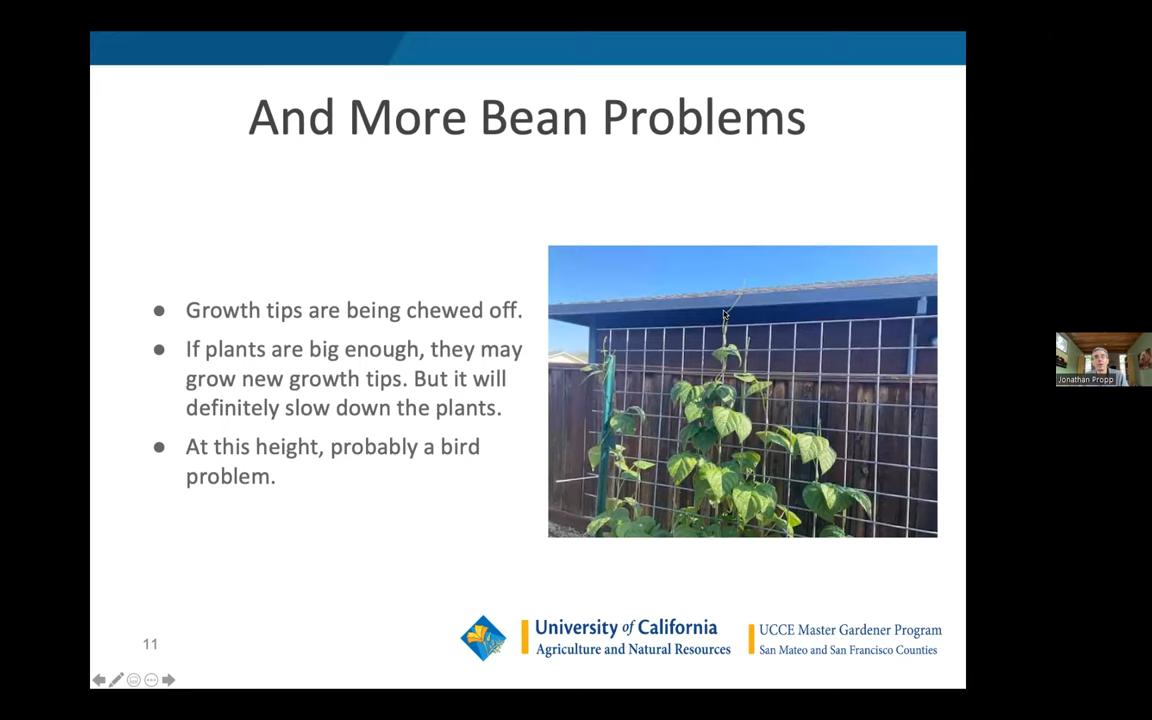 And More Bean Problems
● Growth tips are being chewed off.
● If plants are big enough, they may
grow new growth tips. But it will
definitely slow down the plants.
● At this height, probably a bird
problem.
Jonathan Propp
11
University of California
Agriculture and Natural Resources
UCCE Master Gardener Program
San Mateo and San Francisco Counties